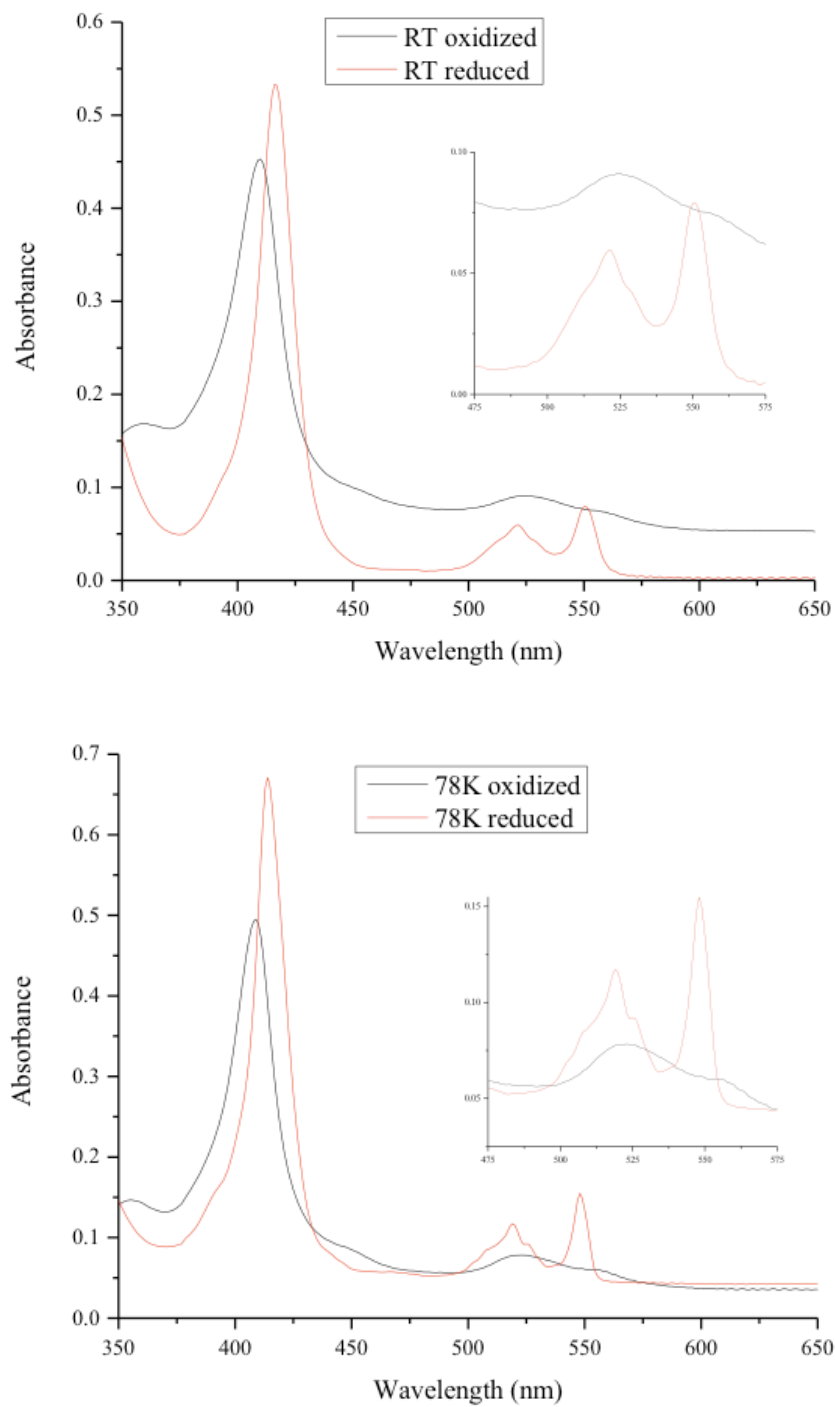 0.6
0.5
0.4
0.3
0.2
0.1
0.0
Absorbance
RT oxidized
RT reduced
0.10
0.05
0.00
475 500 525 550 575
350 400 450 500 550 600 650
Wavelength (nm)
0.7
0.6
0.5
0.4
0.3
0.2
0.1
0.0
Absorbance
78K oxidized
78K reduced
0.15
0.10
0.05
475 500 525 550 575
350 400 450 500 550 600 650
Wavelength (nm)